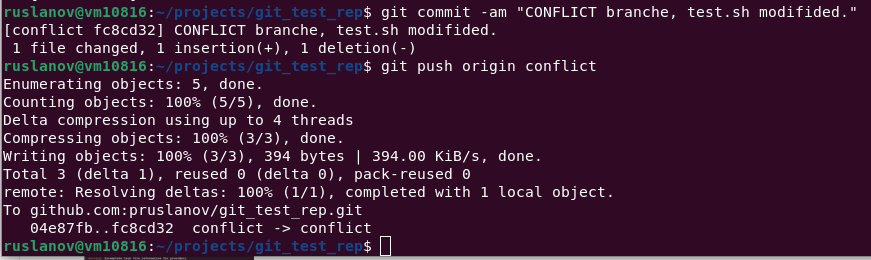 ruslanov@vm10816:~/projects/git_test_rep$ git commit -am "CONFLICT branche, test.sh modifided."
[conflict fc8cd32] CONFLICT branche, test.sh modifided.
 1 file changed, 1 insertion(+), 1 deletion(-)
ruslanov@vm10816:~/projects/git_test_rep$ git push origin conflict
Enumerating objects: 5, done.
Counting objects: 100% (5/5), done.
Delta compression using up to 4 threads
Compressing objects: 100% (3/3), done.
Writing objects: 100% (3/3), 394 bytes | 394.00 KiB/s, done.
Total 3 (delta 1), reused 0 (delta 0), pack-reused 0
remote: Resolving deltas: 100% (1/1), completed with 1 local object.
To github.com:pruslanov/git_test_rep.git
   04e87fb..fc8cd32  conflict -> conflict
ruslanov@vm10816:~/projects/git_test_rep$